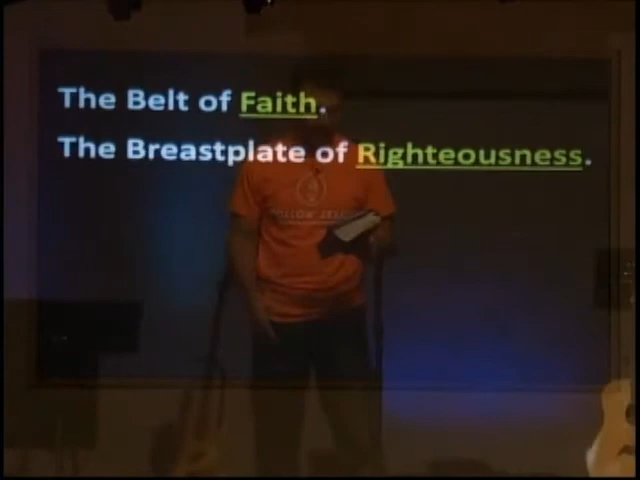 The Belt of Faith.
The Breastplate of Righteousness.